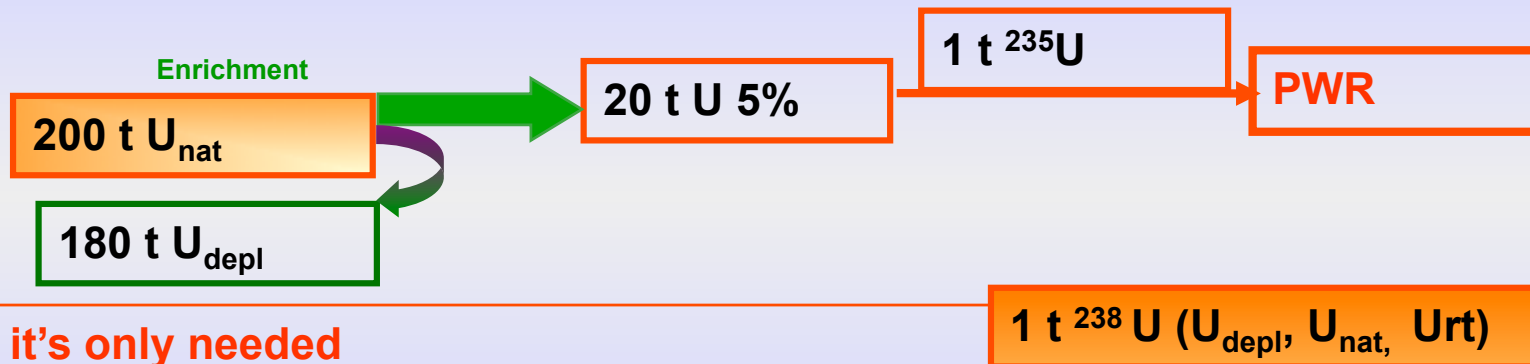 Enrichment
200 t Unat
180 t Udepl
20 t U 5%
1 t 235U
PWR
it's only needed
1 t 238 U (Udepl, Unat, Urt)